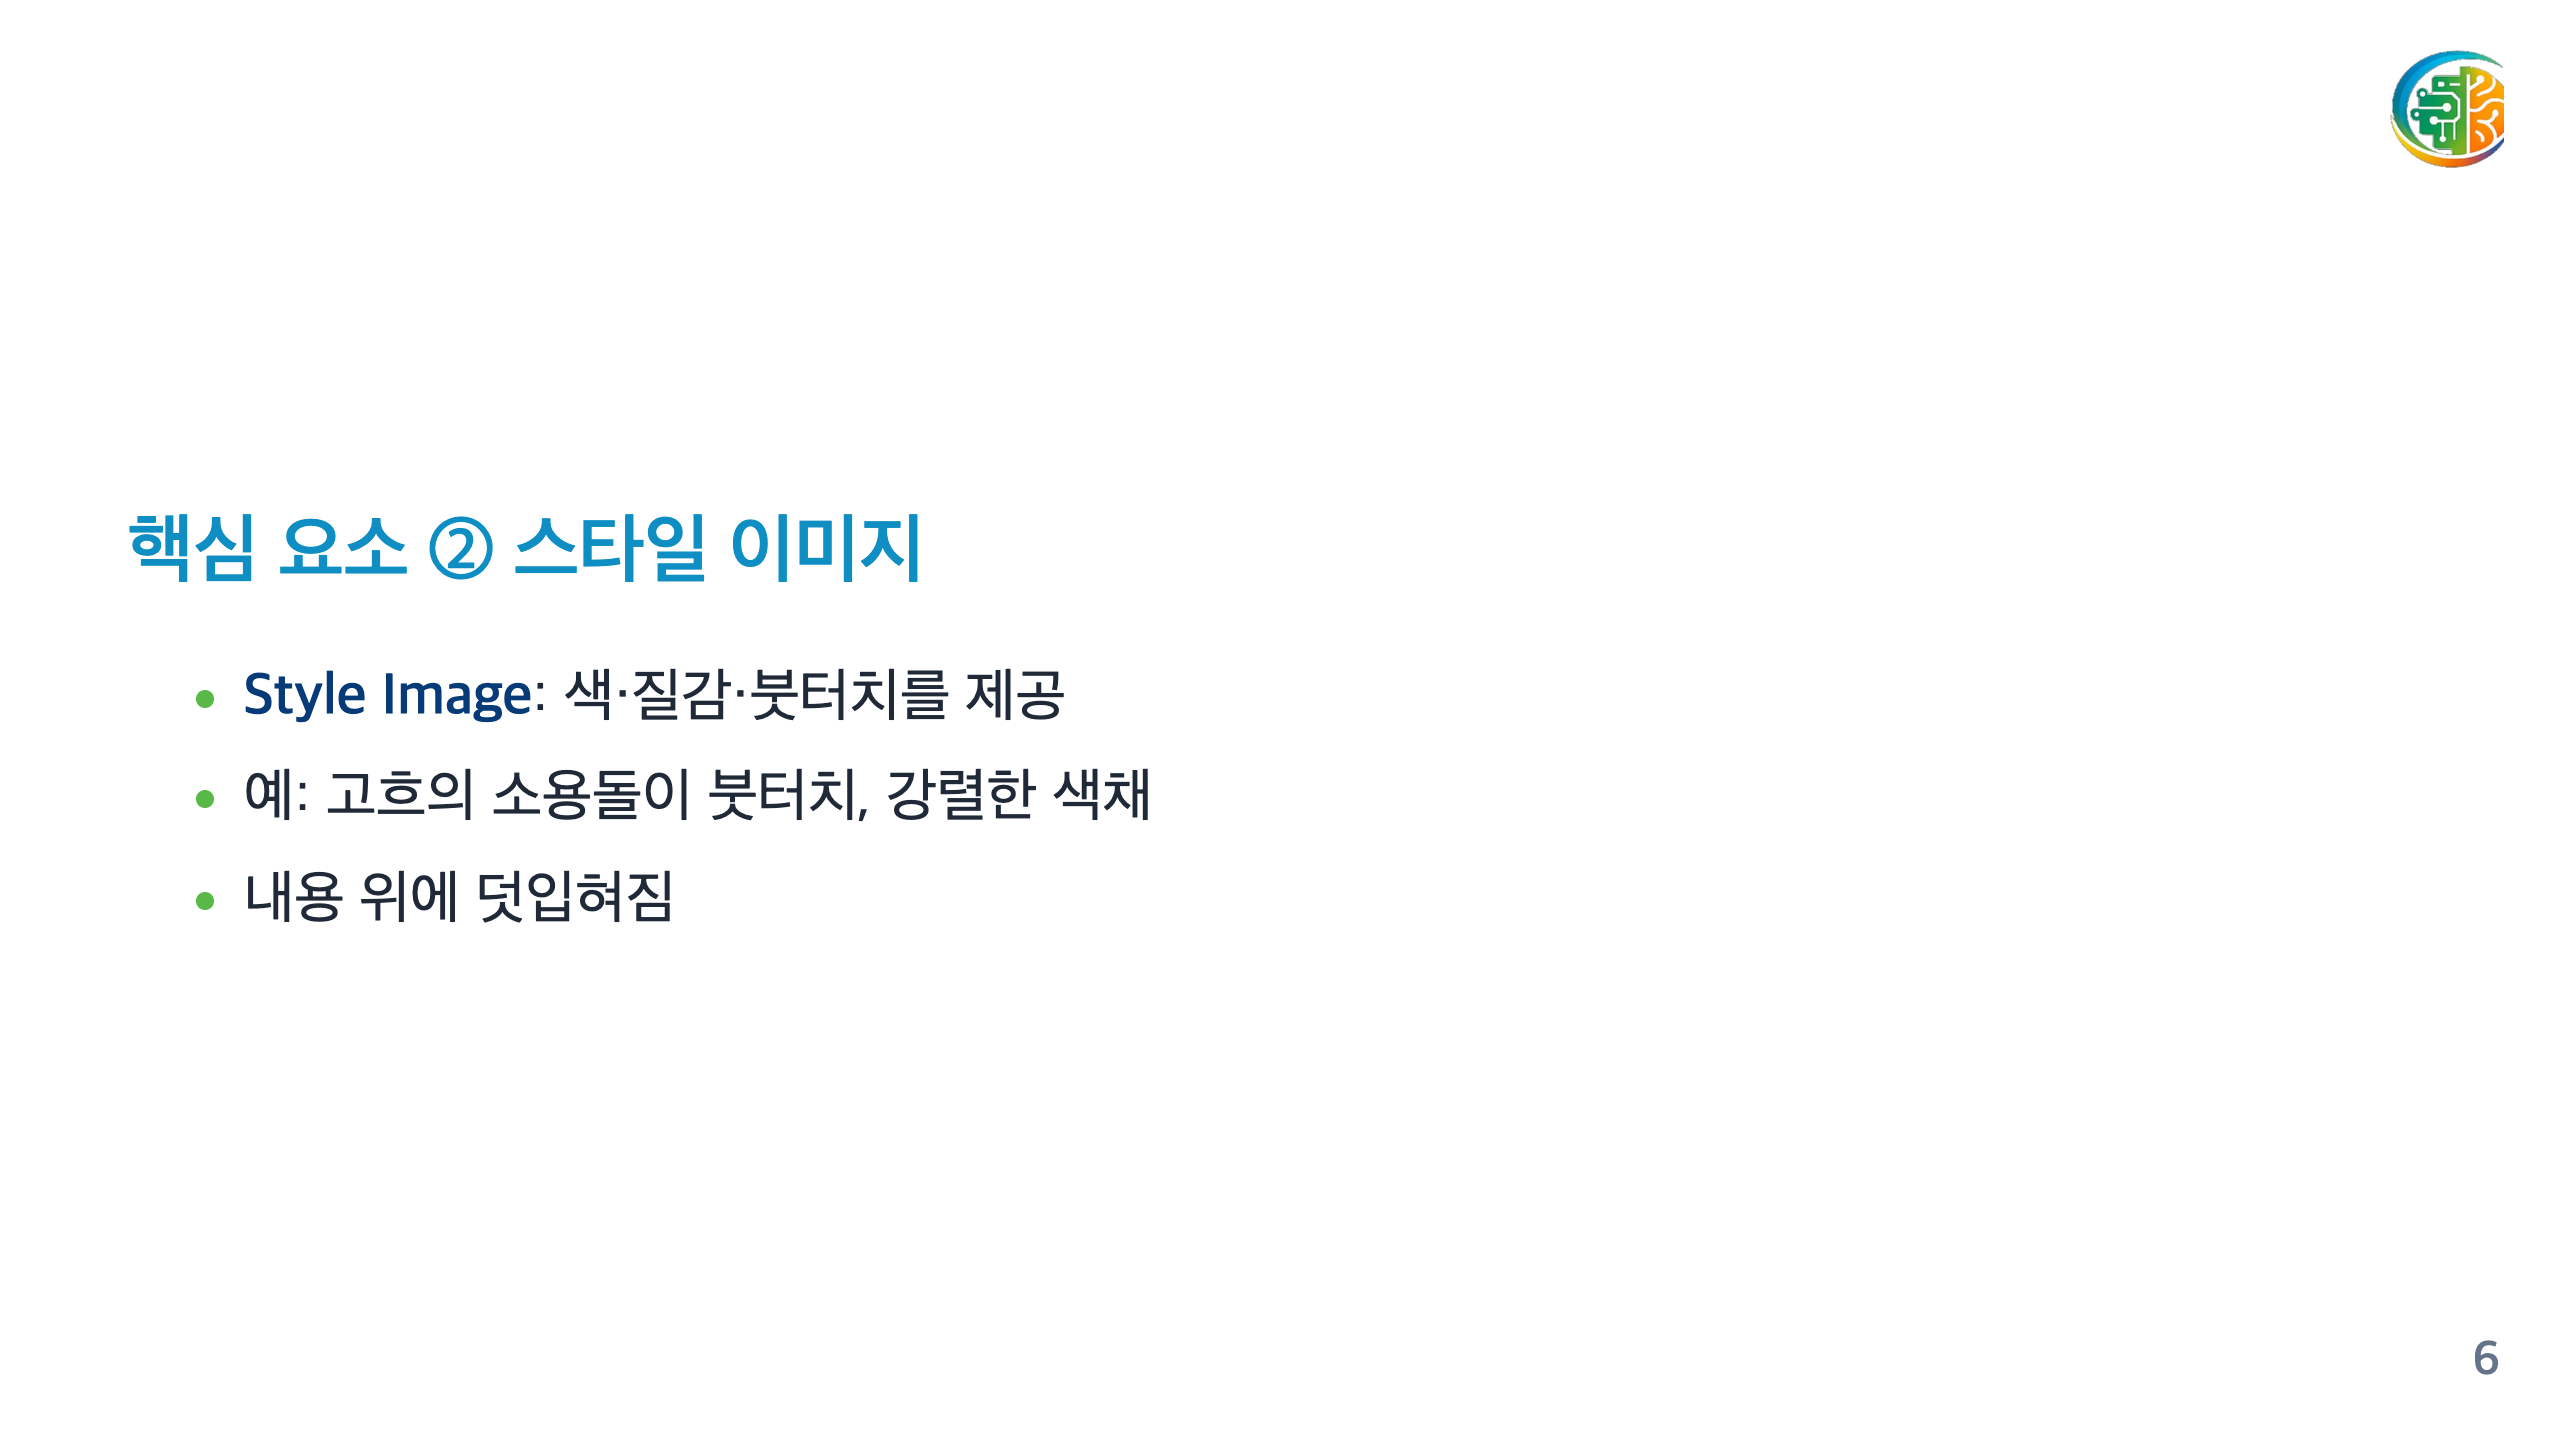 핵심 요소 ② 스타일 이미지
• Style Image: 색·질감·붓터치를 제공
• 예: 고흐의 소용돌이 붓터치, 강렬한 색채
• 내용 위에 덧입혀짐
6